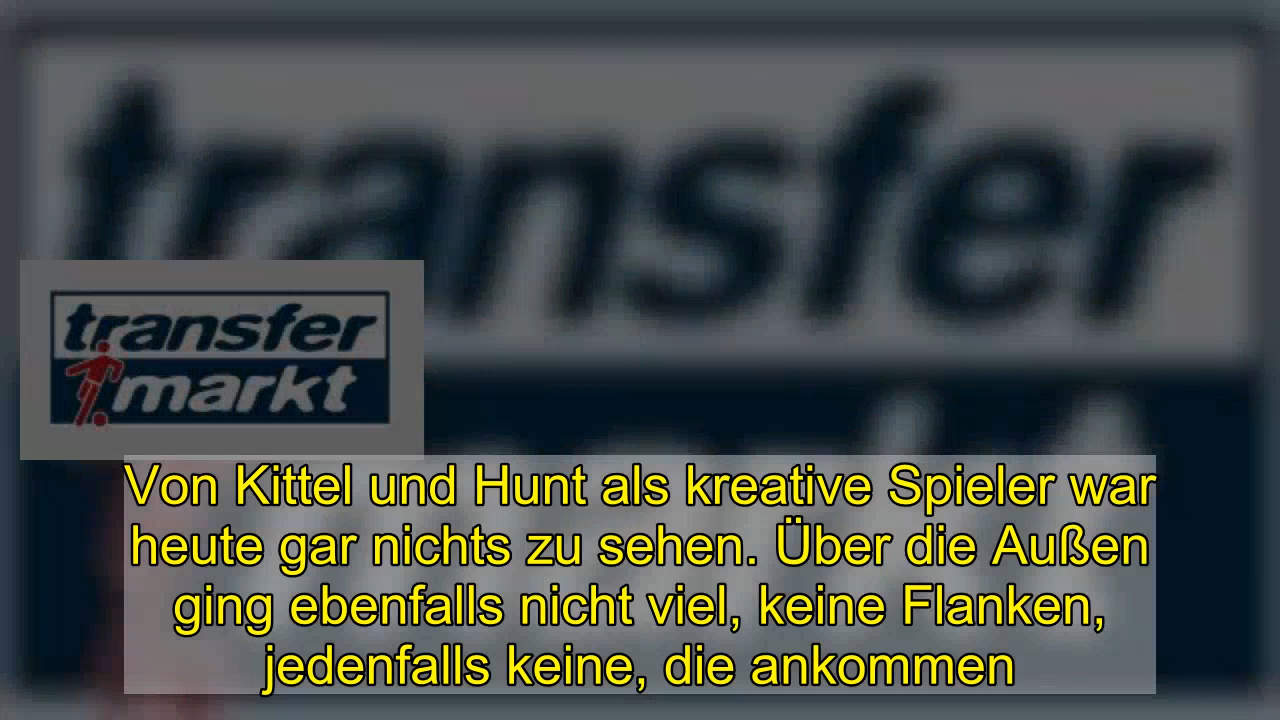 transfer
transfer
markt
Von Kittel und Hunt als kreative Spieler war
heute gar nichts zu sehen. Über die Außen
ging ebenfalls nicht viel, keine Flanken,
jedenfalls keine, die ankommen